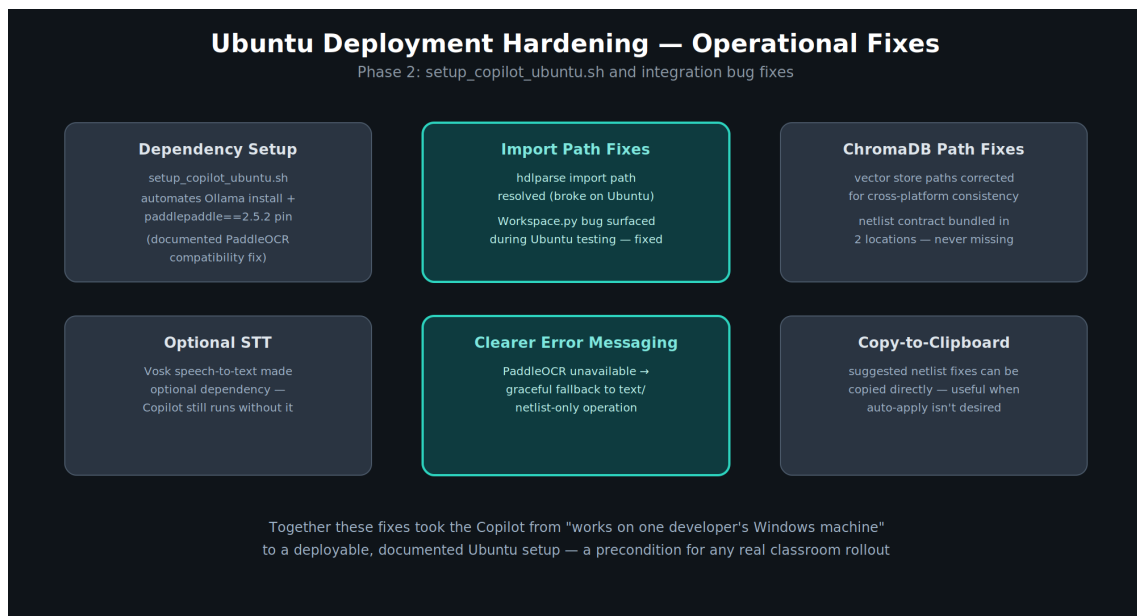 Ubuntu Deployment Hardening — Operational Fixes
Phase 2: setup_copilot_ubuntu.sh and integration bug fixes
Dependency Setup
setup_copilot_ubuntu.sh
automates Ollama install +
paddlepaddle==2.5.2 pin
(documented PaddleOCR
compatibility fix)
Import Path Fixes
hdlparse import path
resolved (broke on Ubuntu)
Workspace.py bug surfaced
during Ubuntu testing — fixed
ChromaDB Path Fixes
vector store paths corrected
for cross-platform consistency
netlist contract bundled in
2 locations — never missing
Optional STT
Vosk speech-to-text made
optional dependency —
Copilot still runs without it
Clearer Error Messaging
PaddleOCR unavailable →
graceful fallback to text/
netlist-only operation
Copy-to-Clipboard
suggested netlist fixes can be
copied directly — useful when
auto-apply isn't desired
Together these fixes took the Copilot from "works on one developer's Windows machine"
to a deployable, documented Ubuntu setup — a precondition for any real classroom rollout